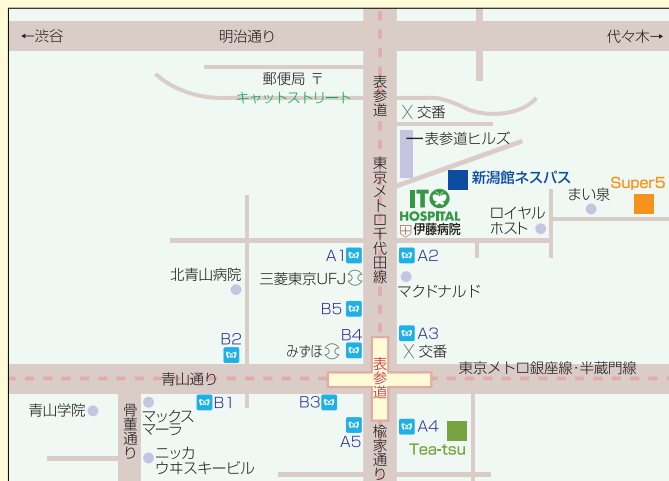 ←渋谷
明治通り
代々木→
郵便局 〒
キャットストリート
表参道
交番
表参道ヒルズ
東京メトロ千代田線
新潟館ネスパス
Super5
まい泉
ITO
HOSPITAL
伊藤病院
ロイヤル
ホスト
A1
A2
北青山病院
三菱東京UFJ
マクドナルド
B5
B4
A3
B2
みずほ
交番
表参道
東京メトロ銀座線・半蔵門線
青山通り
青山学院
骨董通り
マックス
マーラ
B1
B3
A5
楡家通り
A4
Tea-tsu
ニッカ
ウヰスキービル